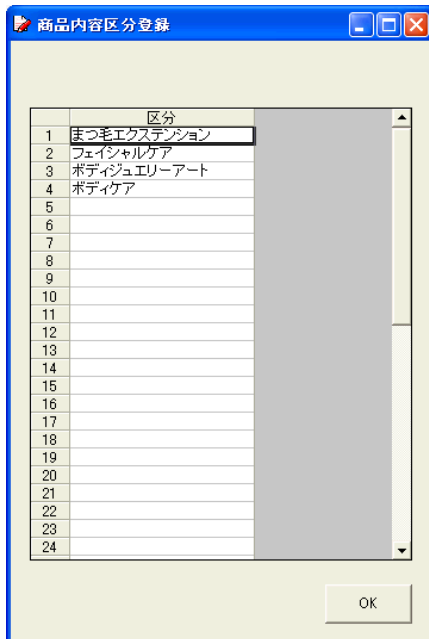 商品内容区分登録
区分
1 まつ毛エクステンション
2 フェイシャルケア
3 ボディジュエリーアート
4 ボディケア
5
6
7
8
9
10
11
12
13
14
15
16
17
18
19
20
21
22
23
24
OK